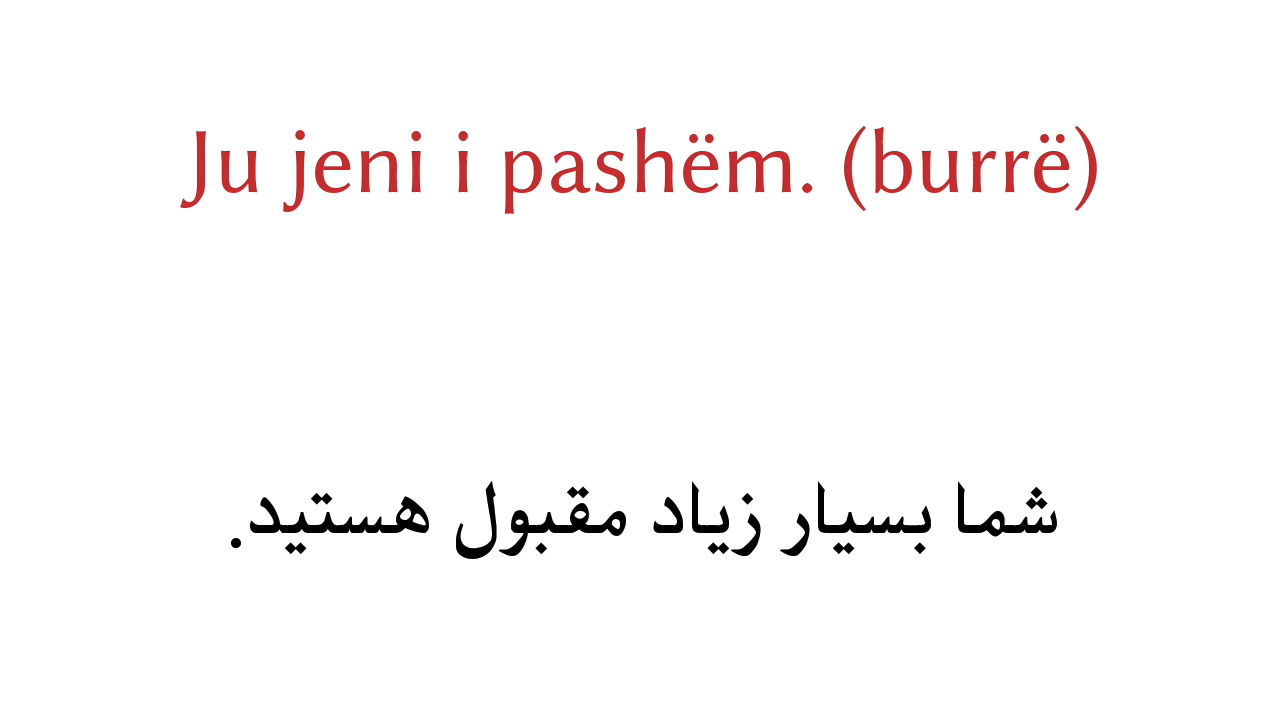 Ju jeni i pashëm. (burrë)
شما بسیار زیاد مقبول هستید.